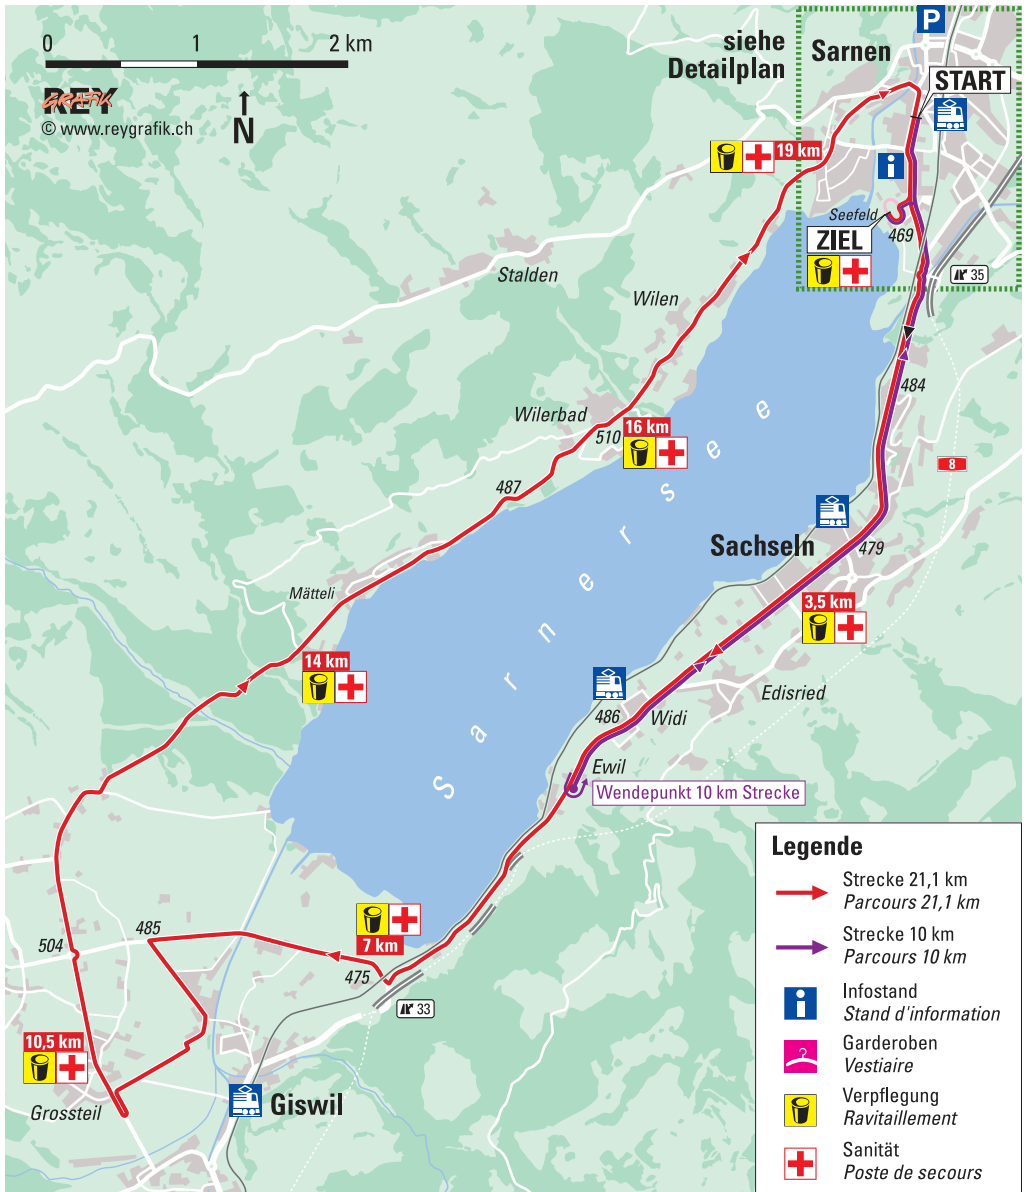 0 1 2 km
REY
GRAFIK
© www.reygrafik.ch
N
siehe
Detailplan
Sarnen
P
START
19 km
Seefeld
ZIEL
469
35
Stalden
Wilen
484
Wilerbad
510
16 km
8
487
Sarnersee
Sachseln
479
Mätteli
3,5 km
14 km
Edisried
486
Widi
Ewil
Wendepunkt 10 km Strecke
504
485
7 km
475
33
10,5 km
Grossteil
Giswil
Legende
Strecke 21,1 km
Parcours 21,1 km
Strecke 10 km
Parcours 10 km
Infostand
Stand d'information
Garderoben
Vestiaire
Verpflegung
Ravitaillement
Sanität
Poste de secours